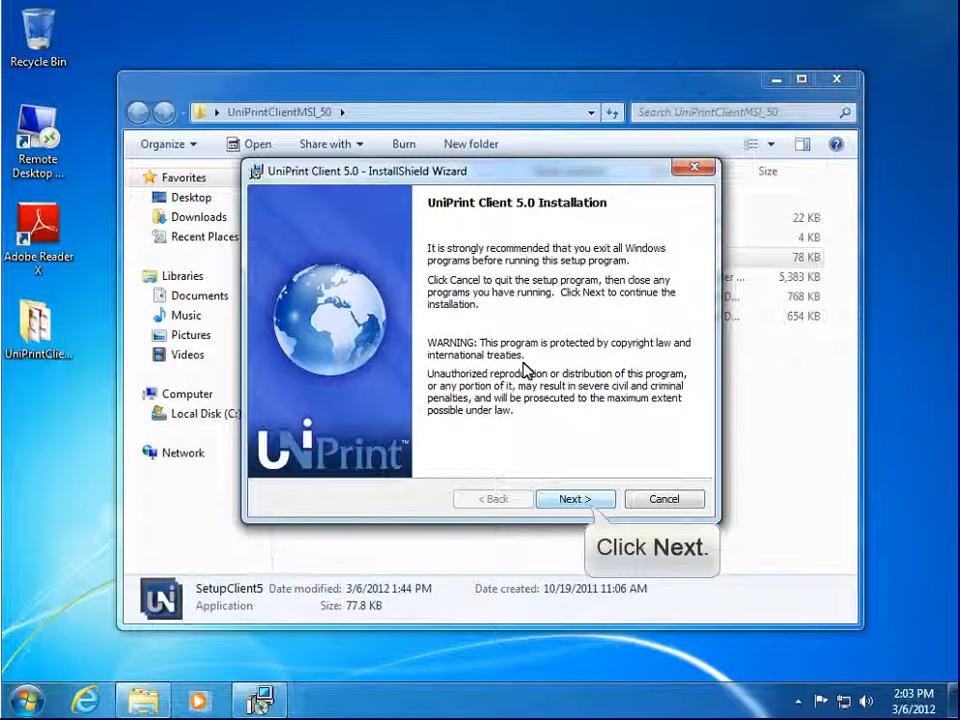 Recycle Bin
Remote
Desktop ...
Adobe Reader
X
UniPrintClie...
UniPrintClientMSI_50
Search UniPrintClientMSI_50
Organize
Open
Share with
Burn
New folder
Favorites
Desktop
Downloads
Recent Places
Libraries
Documents
Music
Pictures
Videos
Computer
Local Disk (C:)
Network
Size
22 KB
4 KB
78 KB
er ... 5,383 KB
D... 768 KB
D... 654 KB
UniPrint Client 5.0 - InstallShield Wizard
UniPrint Client 5.0 Installation
It is strongly recommended that you exit all Windows
programs before running this setup program.
Click Cancel to quit the setup program, then close any
programs you have running. Click Next to continue the
installation.
WARNING: This program is protected by copyright law and
international treaties.
Unauthorized reproduction or distribution of this program,
or any portion of it, may result in severe civil and criminal
penalties, and will be prosecuted to the maximum extent
possible under law.
UniPrint™
< Back
Next >
Cancel
Click Next.
UN
SetupClient5 Date modified: 3/6/2012 1:44 PM Date created: 10/19/2011 11:06 AM
Application Size: 77.8 KB
2:03 PM
3/6/2012